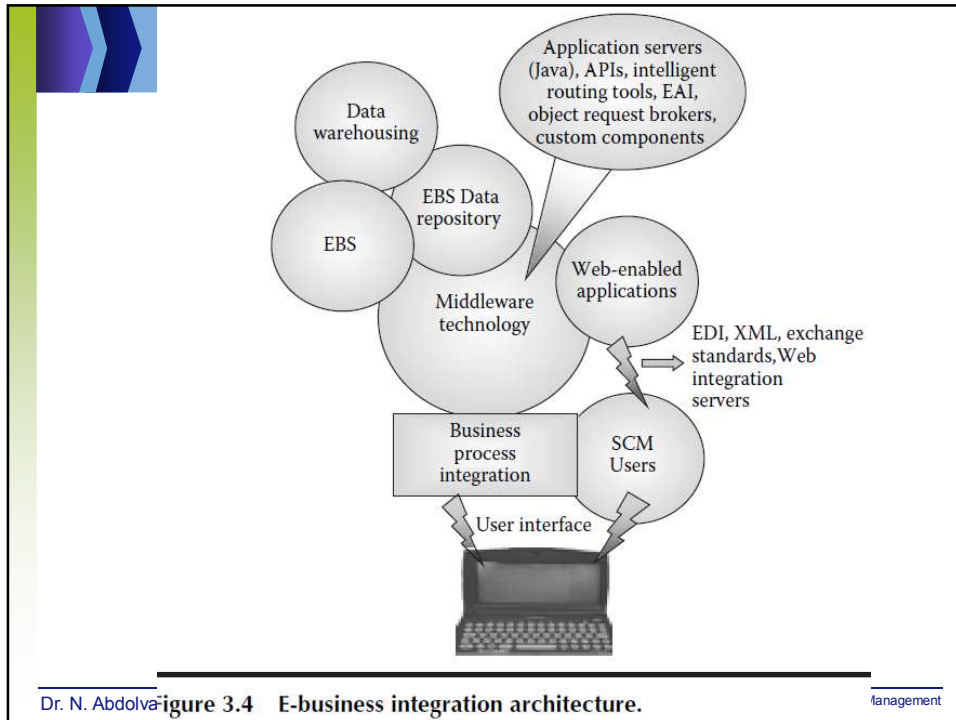 Application servers
(Java), APIs, intelligent
routing tools, EAI,
object request brokers,
custom components
Data
warehousing
EBS Data
repository
EBS
Web-enabled
applications
Middleware
technology
EDI, XML, exchange
standards,Web
integration
servers
Business
process
integration
SCM
Users
User interface
Dr. N. Abdolva
Figure 3.4 E-business integration architecture.
Management